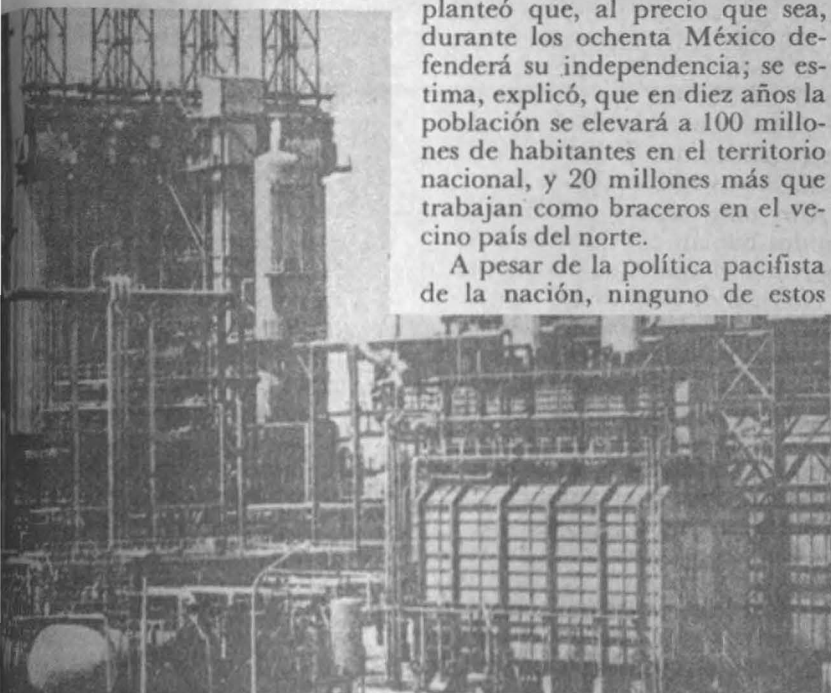 planteó que, al precio que sea,
durante los ochenta México de-
fenderá su independencia; se es-
tima, explicó, que en diez años la
población se elevará a 100 millo-
nes de habitantes en el territorio
nacional, y 20 millones más que
trabajan como braceros en el ve-
cino país del norte.
A pesar de la política pacifista
de la nación, ninguno de estos